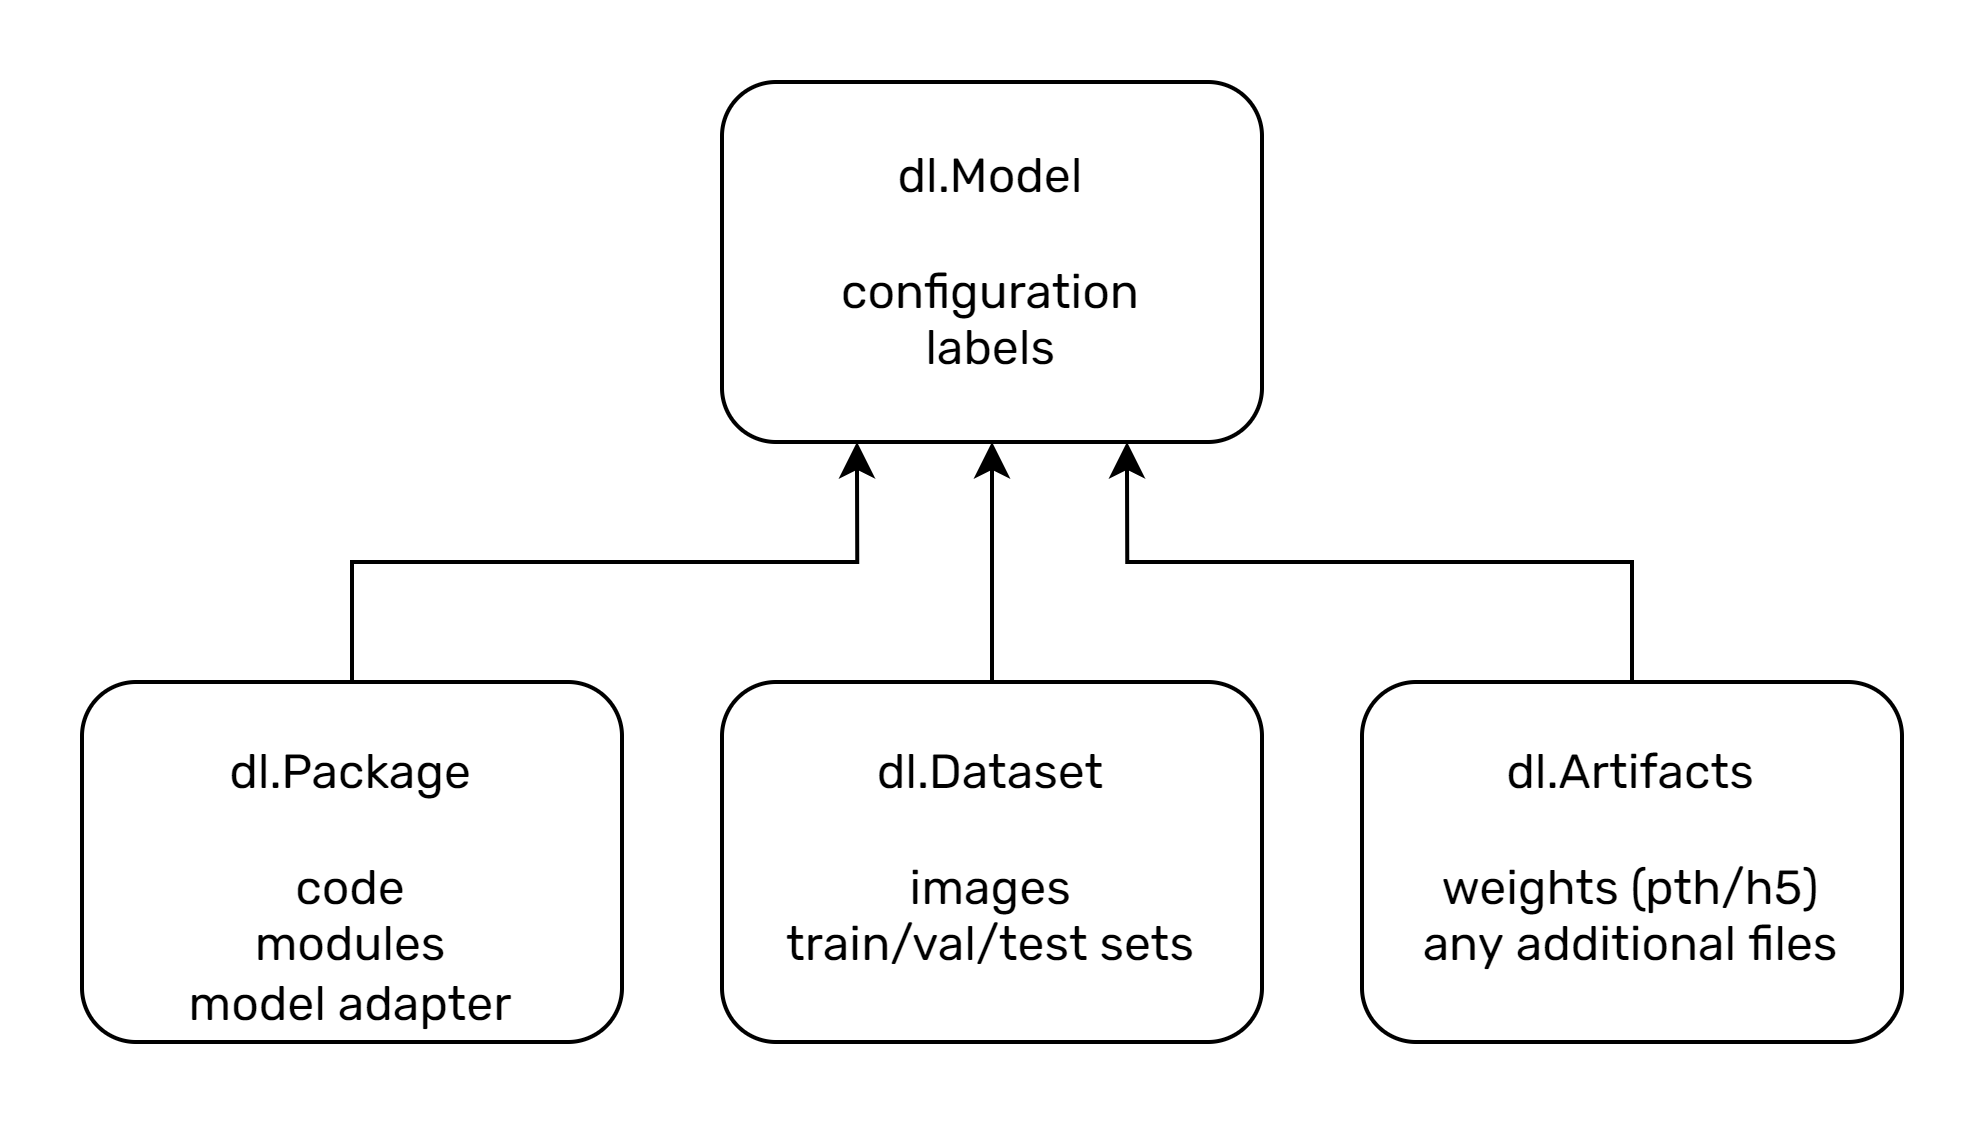 dl.Model
configuration
labels
dl.Package
code
modules
model adapter
dl.Dataset
images
train/val/test sets
dl.Artifacts
weights (pth/h5)
any additional files